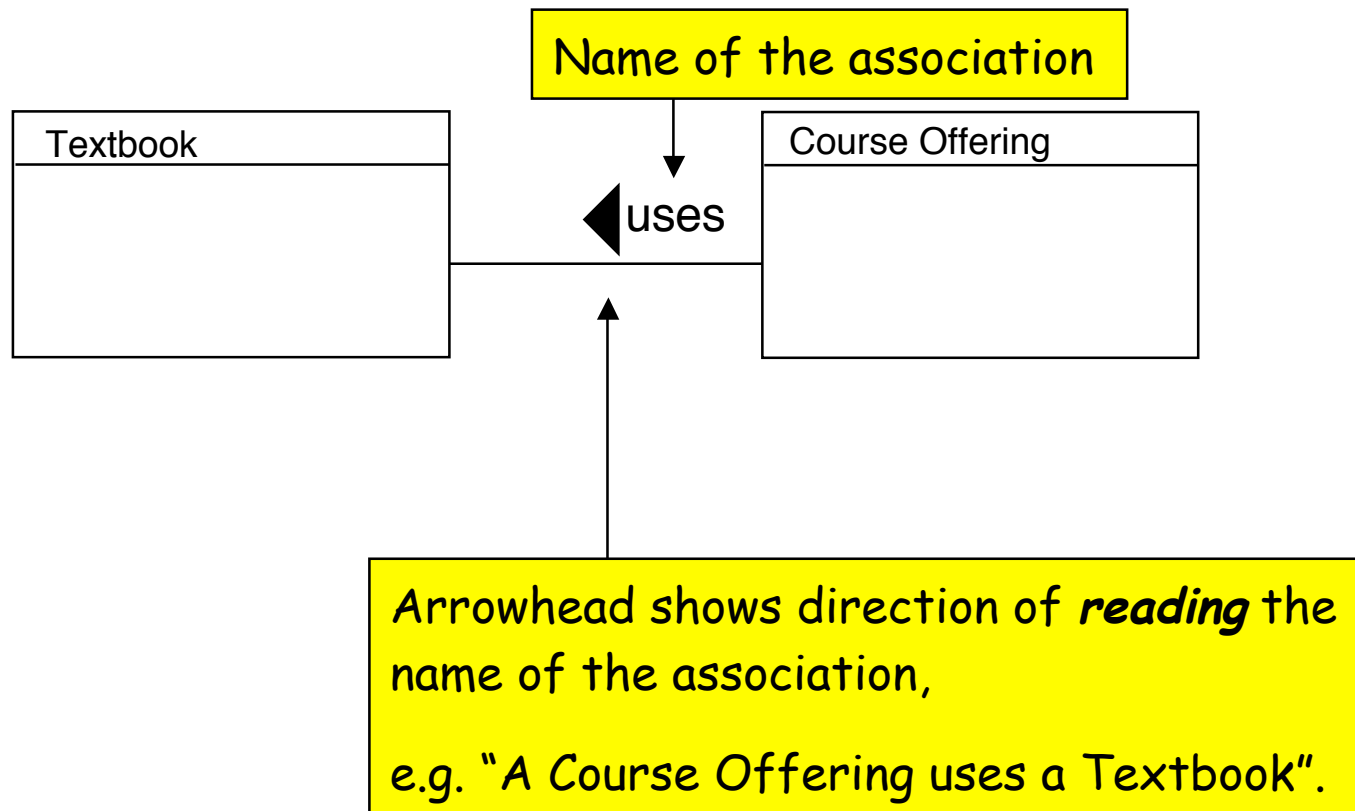 Name of the association
Textbook
Course Offering
uses
Arrowhead shows direction of reading the
name of the association,
e.g. “A Course Offering uses a Textbook”.